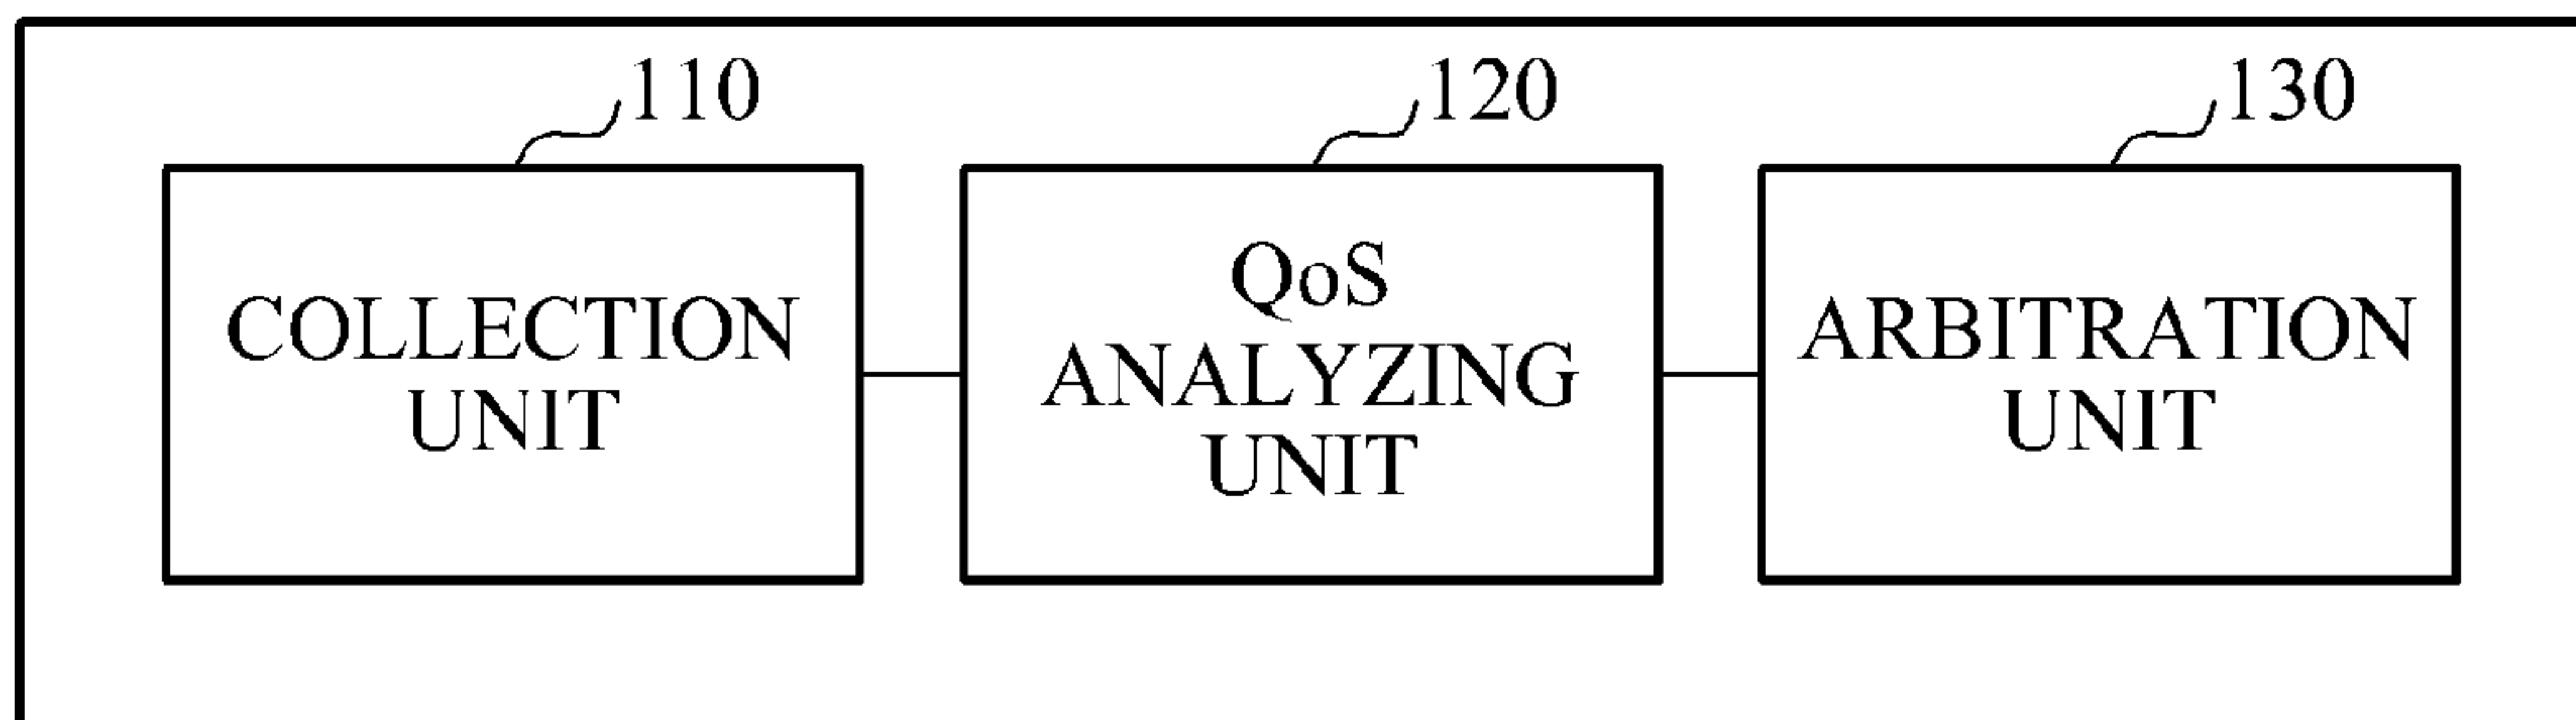 110
120
130
COLLECTION
UNIT
QoS
ANALYZING
UNIT
ARBITRATION
UNIT